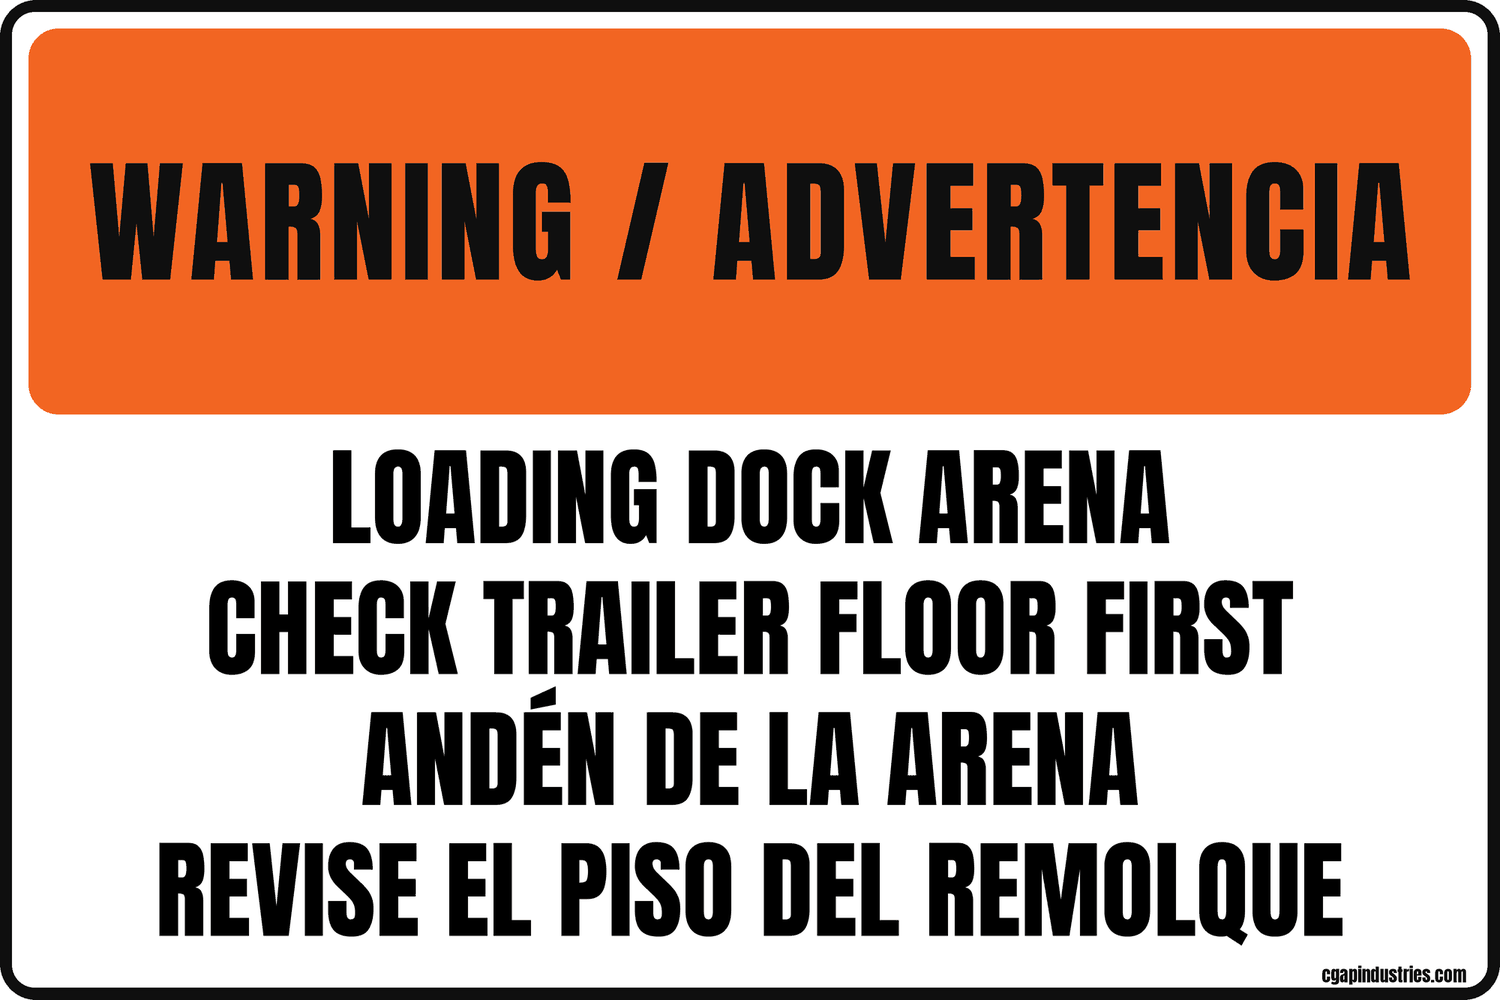 WARNING / ADVERTENCIA
LOADING DOCK ARENA
CHECK TRAILER FLOOR FIRST
ANDÉN DE LA ARENA
REVISE EL PISO DEL REMOLQUE
cgapindustries.com